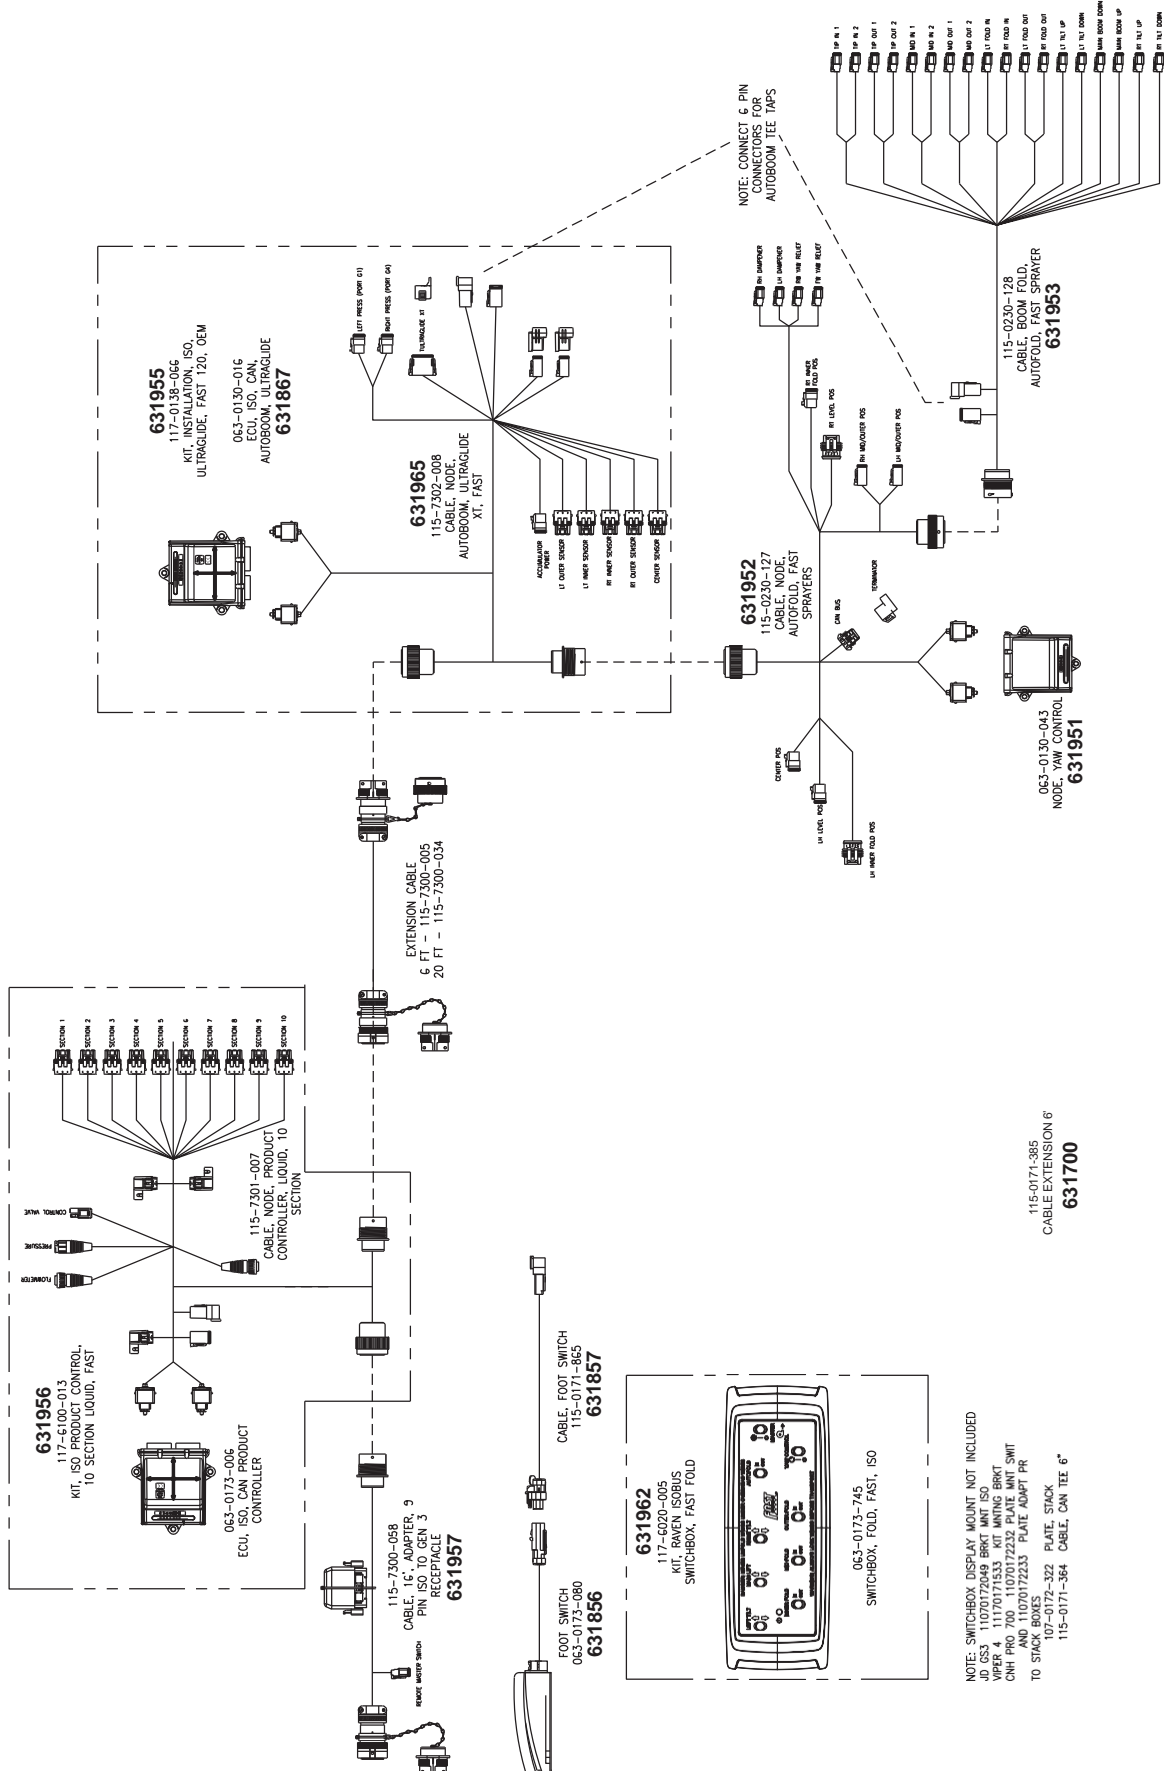 631956
117-6100-013
KIT, ISO PRODUCT CONTROL,
10 SECTION LIQUID, FAST
063-0173-006
ECU, ISO, CAN PRODUCT
CONTROLLER
FLOWMETER
PRESSURE
CONTROL VALVE
115-7301-007
CABLE, NODE, PRODUCT
CONTROLLER, LIQUID, 10
SECTION
SECTION 1
SECTION 2
SECTION 3
SECTION 4
SECTION 5
SECTION 6
SECTION 7
SECTION 8
SECTION 9
SECTION 10
115-7300-058
CABLE, 16', ADAPTER, 9
PIN ISO TO GEN 3
RECEPTACLE
631957
REMOTE MASTER SWITCH
EXTENSION CABLE
6 FT - 115-7300-005
20 FT - 115-7300-034
631955
117-0138-066
KIT, INSTALLATION, ISO,
ULTRAGLIDE, FAST 120, OEM
063-0130-016
ECU, ISO, CAN,
AUTOBOOM, ULTRAGLIDE
631867
631965
115-7302-008
CABLE, NODE,
AUTOBOOM, ULTRAGLIDE
XT, FAST
LEFT PRESS (PORT G1)
RIGHT PRESS (PORT G4)
TULTRAGLIDE XT
ACCUMULATOR
POWER
LT OUTER SENSOR
LT INNER SENSOR
RT INNER SENSOR
RT OUTER SENSOR
CENTER SENSOR
NOTE: CONNECT 6 PIN
CONNECTORS FOR
AUTOBOOM TEE TAPS
FOOT SWITCH
063-0173-080
631856
CABLE, FOOT SWITCH
115-0171-865
631857
631962
117-6020-005
KIT, RAVEN ISOBUS
SWITCHBOX, FAST FOLD
FAST
063-0173-745
SWITCHBOX, FOLD, FAST, ISO
631952
115-0230-127
CABLE, NODE,
AUTOFOLD, FAST
SPRAYERS
CAN BUS
TERMINATOR
CENTER POS
LH LEVEL POS
LH INNER FOLD POS
RH DAMPENER
LH DAMPENER
RW YAW RELIEF
FW YAW RELIEF
RT INNER
FOLD POS
RT LEVEL POS
RH MID/OUTER POS
LH MID/OUTER POS
063-0130-043
NODE, YAW CONTROL
631951
115-0230-128
CABLE, BOOM FOLD,
AUTOFOLD, FAST SPRAYER
631953
TIP IN 1
TIP IN 2
TIP OUT 1
TIP OUT 2
MID IN 1
MID IN 2
MID OUT 1
MID OUT 2
LT FOLD IN
RT FOLD IN
LT FOLD OUT
RT FOLD OUT
LT TILT UP
LT TILT DOWN
MAIN BOOM DOWN
MAIN BOOM UP
RT TILT UP
RT TILT DOWN
115-0171-385
CABLE EXTENSION 6'
631700
NOTE: SWITCHBOX DISPLAY MOUNT NOT INCLUDED
JD GS3 11070172049 BRKT MNT ISO
VIPER 4 11170171533 KIT MNTNG BRKT
CNH PRO 700 11070172232 PLATE MNT SWIT
AND 11070172233 PLATE ADAPT PR
TO STACK BOXES
107-0172-322 PLATE, STACK
115-0171-364 CABLE, CAN TEE 6"